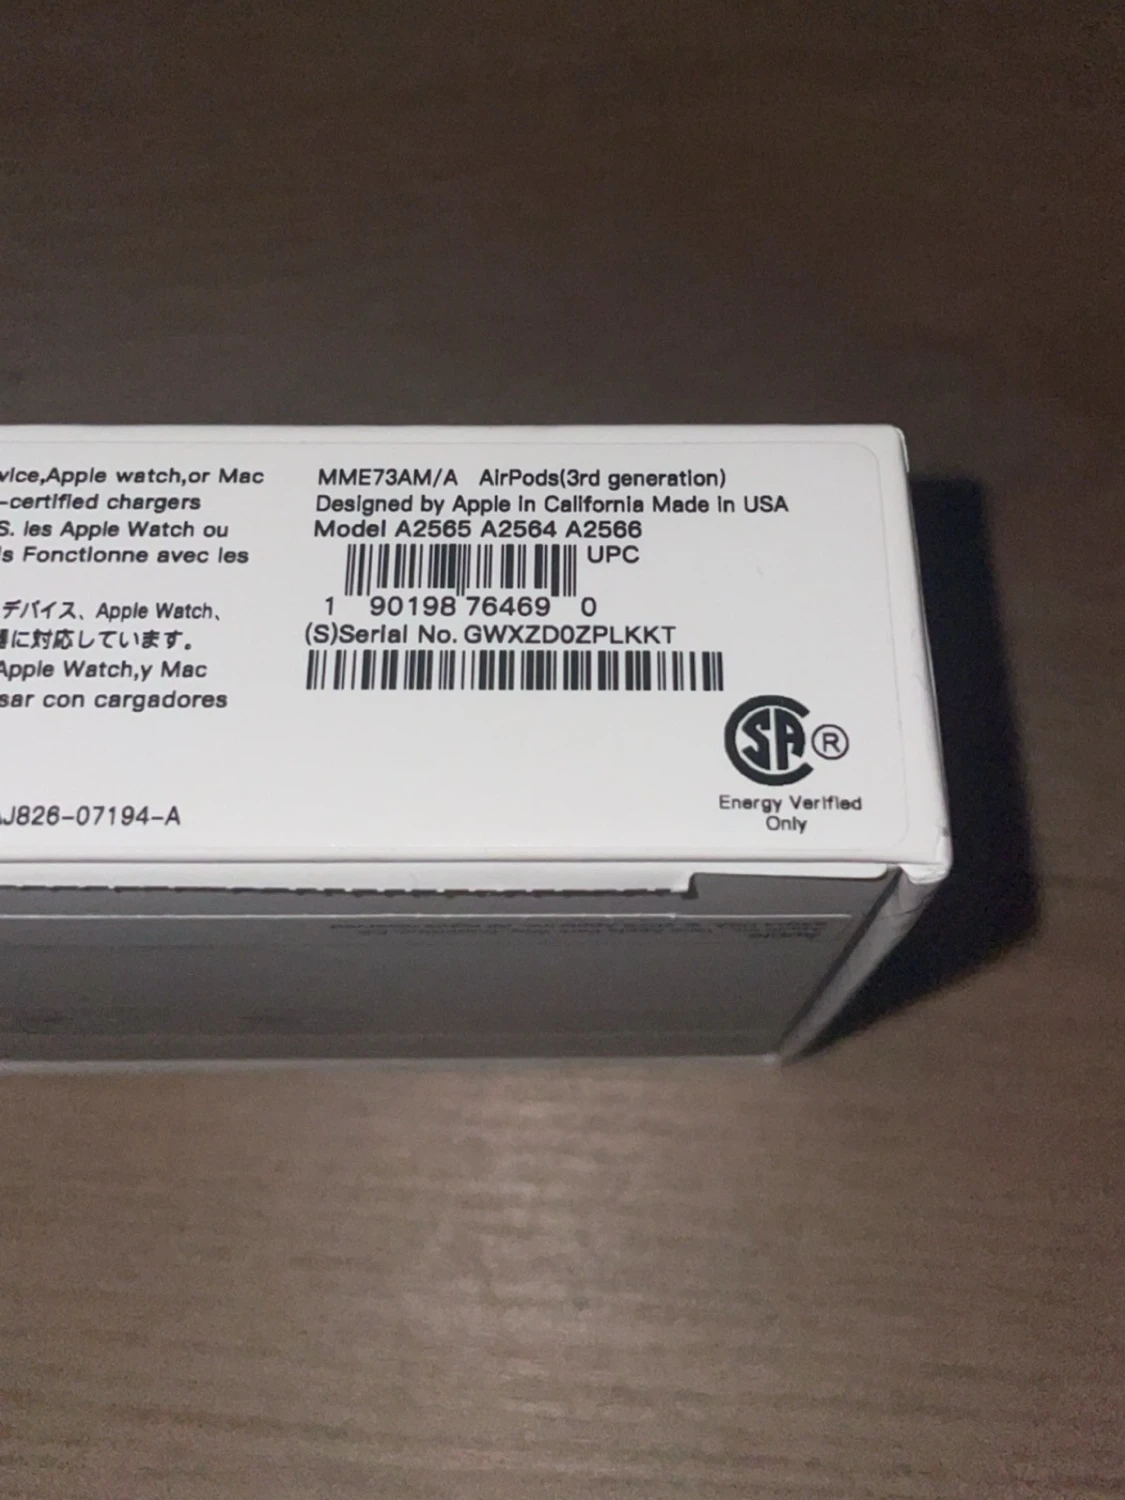 vice,Apple watch,or Mac
-certified chargers
S. les Apple Watch ou
s Fonctionne avec les
デバイス、Apple Watch、
に対応しています。
Apple Watch,y Mac
sar con cargadores
AJ826-07194-A
MME73AM/A AirPods(3rd generation)
Designed by Apple in California Made in USA
Model A2565 A2564 A2566
UPC
1 90198 76469 0
(S)Serial No. GWXZD0ZPLKKT
SA ®
Energy Verified
Only